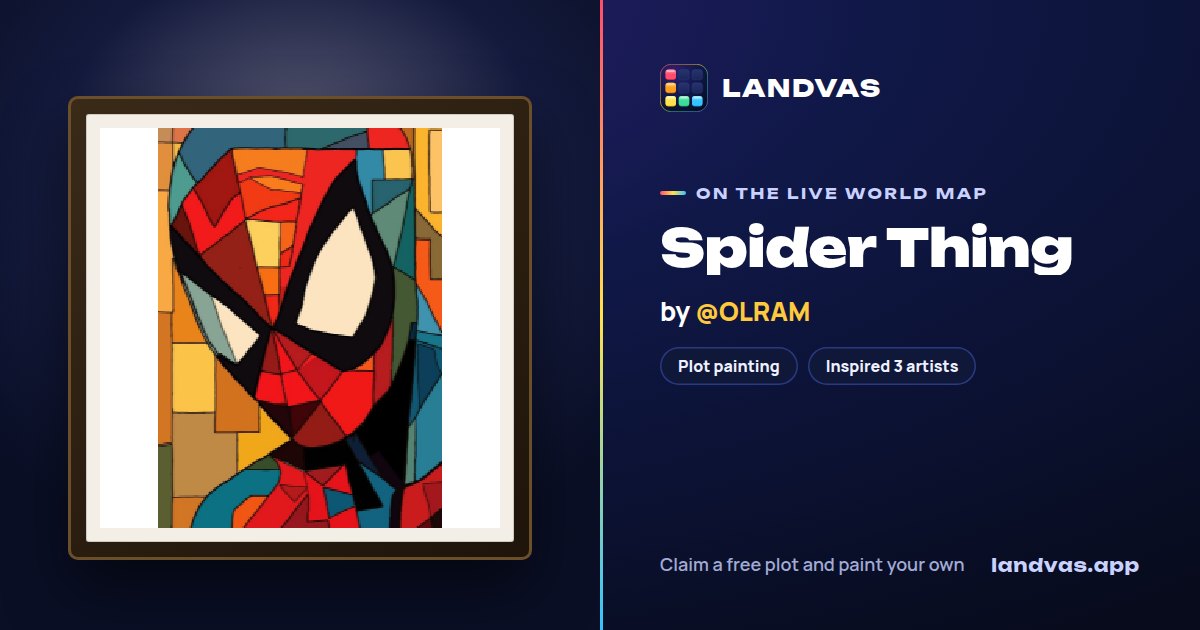 LANDVAS
ON THE LIVE WORLD MAP
Spider Thing
by @OLRAM
Plot painting
Inspired 3 artists
Claim a free plot and paint your own
landvas.app